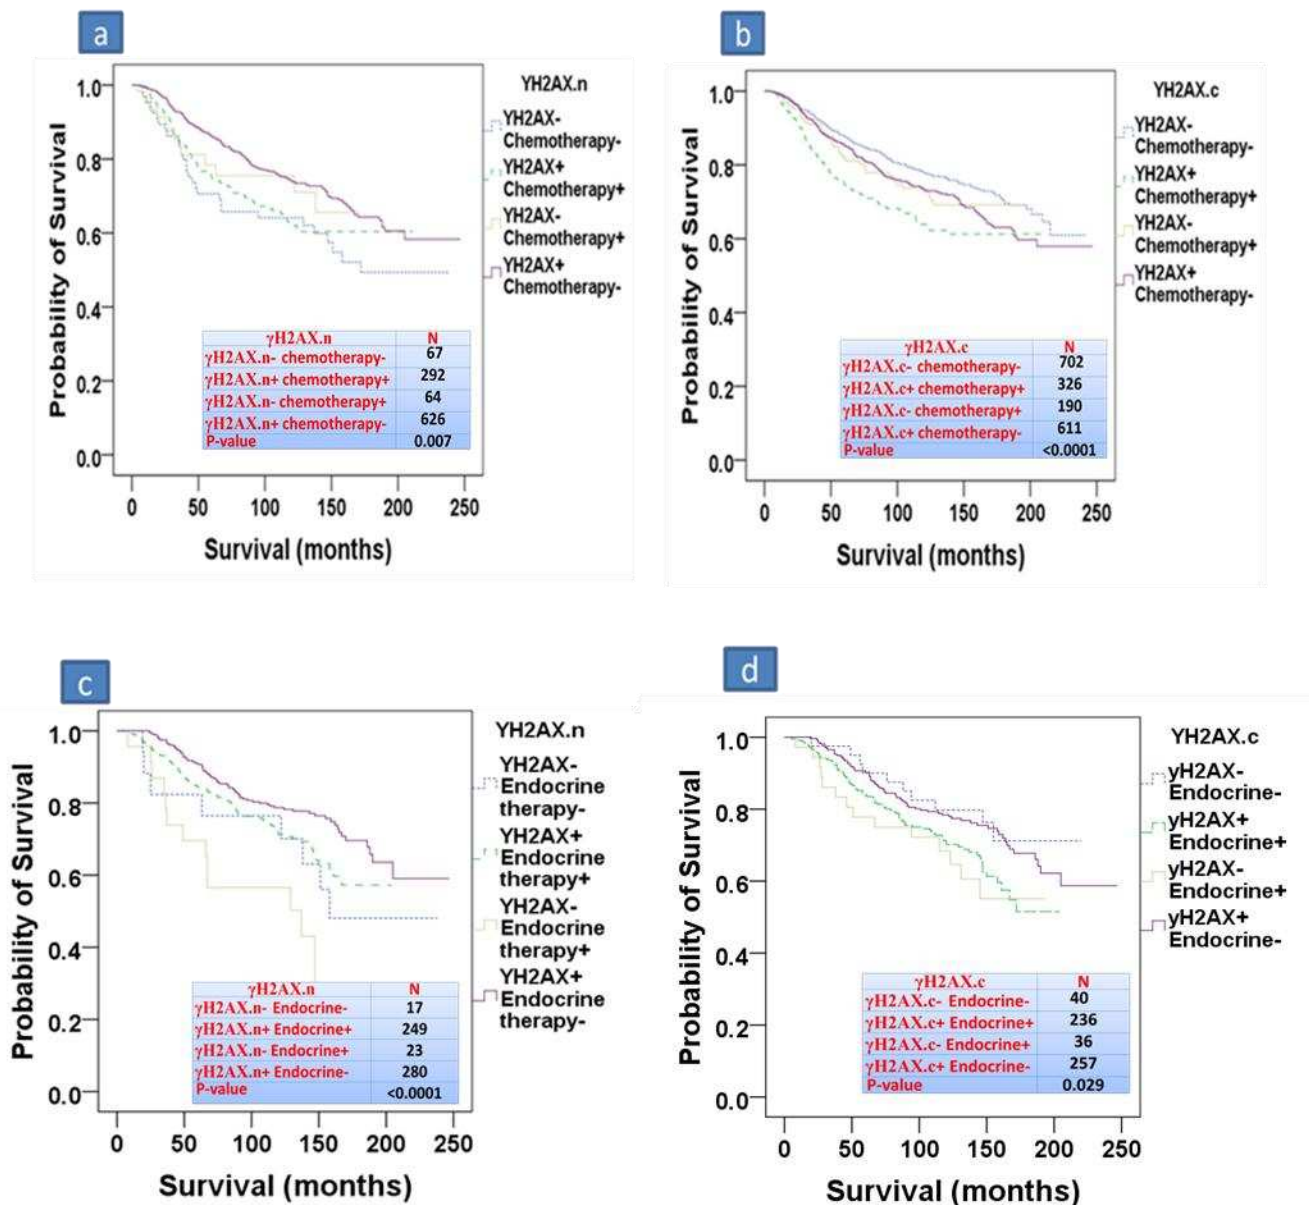 a
YH2AX.n
YH2AX-
Chemotherapy-
YH2AX+
Chemotherapy+
YH2AX-
Chemotherapy+
YH2AX+
Chemotherapy-
Probability of Survival
1.0
0.8
0.6
0.4
0.2
0.0
γH2AX.n N
γH2AX.n- chemotherapy- 67
γH2AX.n+ chemotherapy+ 292
γH2AX.n- chemotherapy+ 64
γH2AX.n+ chemotherapy- 626
P-value 0.007
0 50 100 150 200 250
Survival (months)
b
YH2AX.c
YH2AX-
Chemotherapy-
YH2AX+
Chemotherapy+
YH2AX-
Chemotherapy+
YH2AX+
Chemotherapy-
Probability of Survival
1.0
0.8
0.6
0.4
0.2
0.0
γH2AX.c N
γH2AX.c- chemotherapy- 702
γH2AX.c+ chemotherapy+ 326
γH2AX.c- chemotherapy+ 190
γH2AX.c+ chemotherapy- 611
P-value <0.0001
0 50 100 150 200 250
Survival (months)
c
YH2AX.n
YH2AX-
Endocrine
therapy-
YH2AX+
Endocrine
therapy+
YH2AX-
Endocrine
therapy+
YH2AX+
Endocrine
therapy-
Probability of Survival
1.0
0.8
0.6
0.4
0.2
0.0
γH2AX.n N
γH2AX.n- Endocrine- 17
γH2AX.n+ Endocrine+ 249
γH2AX.n- Endocrine+ 23
γH2AX.n+ Endocrine- 280
P-value <0.0001
0 50 100 150 200 250
Survival (months)
d
YH2AX.c
yH2AX-
Endocrine-
yH2AX+
Endocrine+
yH2AX-
Endocrine+
yH2AX+
Endocrine-
Probability of Survival
1.0
0.8
0.6
0.4
0.2
0.0
γH2AX.c N
γH2AX.c- Endocrine- 40
γH2AX.c+ Endocrine+ 236
γH2AX.c- Endocrine+ 36
γH2AX.c+ Endocrine- 257
P-value 0.029
0 50 100 150 200 250
Survival (months)